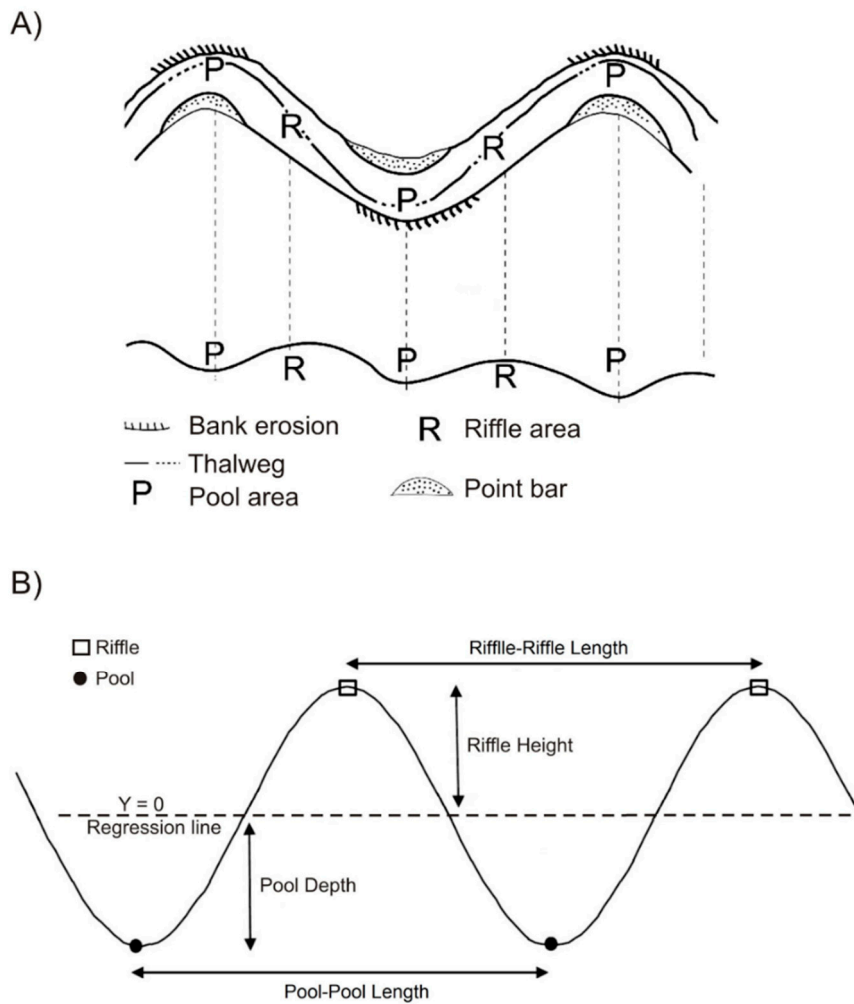 A)
P
P
R
R
P
P
R
P
R
P
Bank erosion
R Riffle area
Thalweg
P Pool area
Point bar
B)
Riffle
Pool
Rifflle-Riffle Length
Riffle Height
Y = 0
Regression line
Pool Depth
Pool-Pool Length